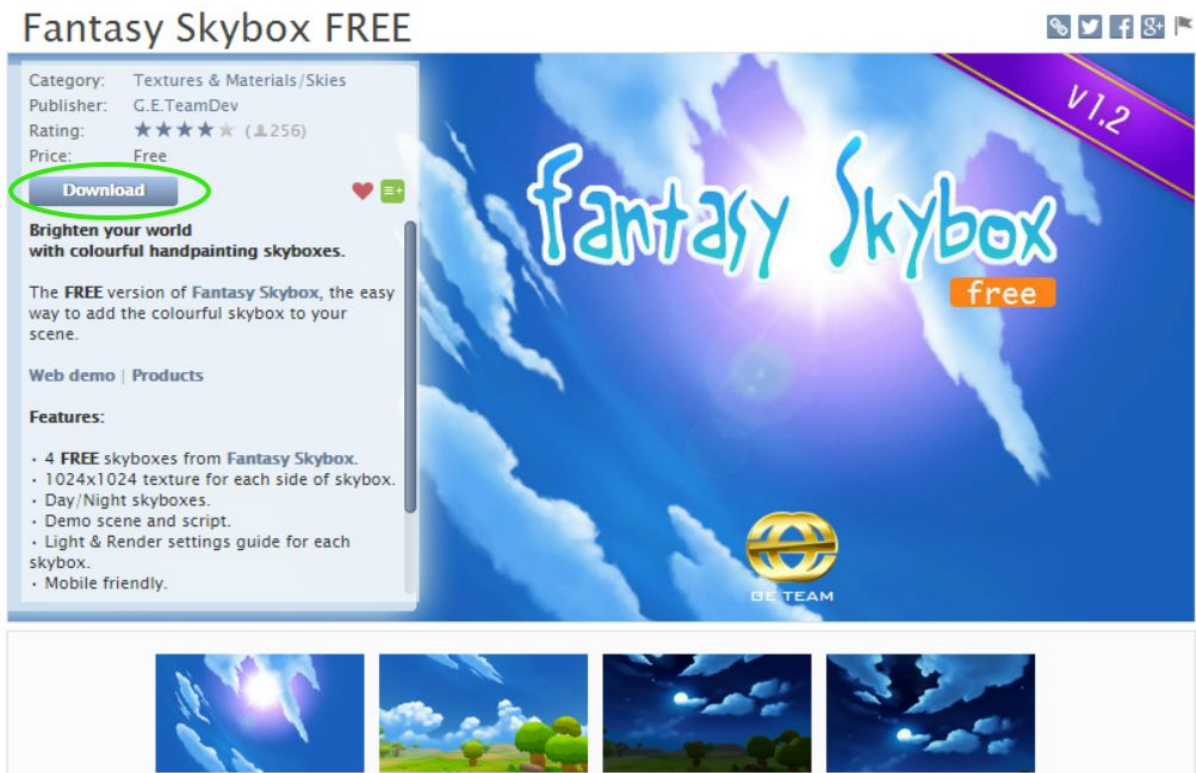 Fantasy Skybox FREE
Category: Textures & Materials/Skies
Publisher: G.E.TeamDev
Rating: (256)
Price: Free
Download
Brighten your world
with colourful handpainting skyboxes.
The FREE version of Fantasy Skybox, the easy
way to add the colourful skybox to your
scene.
Web demo | Products
Features:
• 4 FREE skyboxes from Fantasy Skybox.
• 1024x1024 texture for each side of skybox.
• Day/Night skyboxes.
• Demo scene and script.
• Light & Render settings guide for each
skybox.
• Mobile friendly.
V1.2
fantasy Skybox
free
GE TEAM